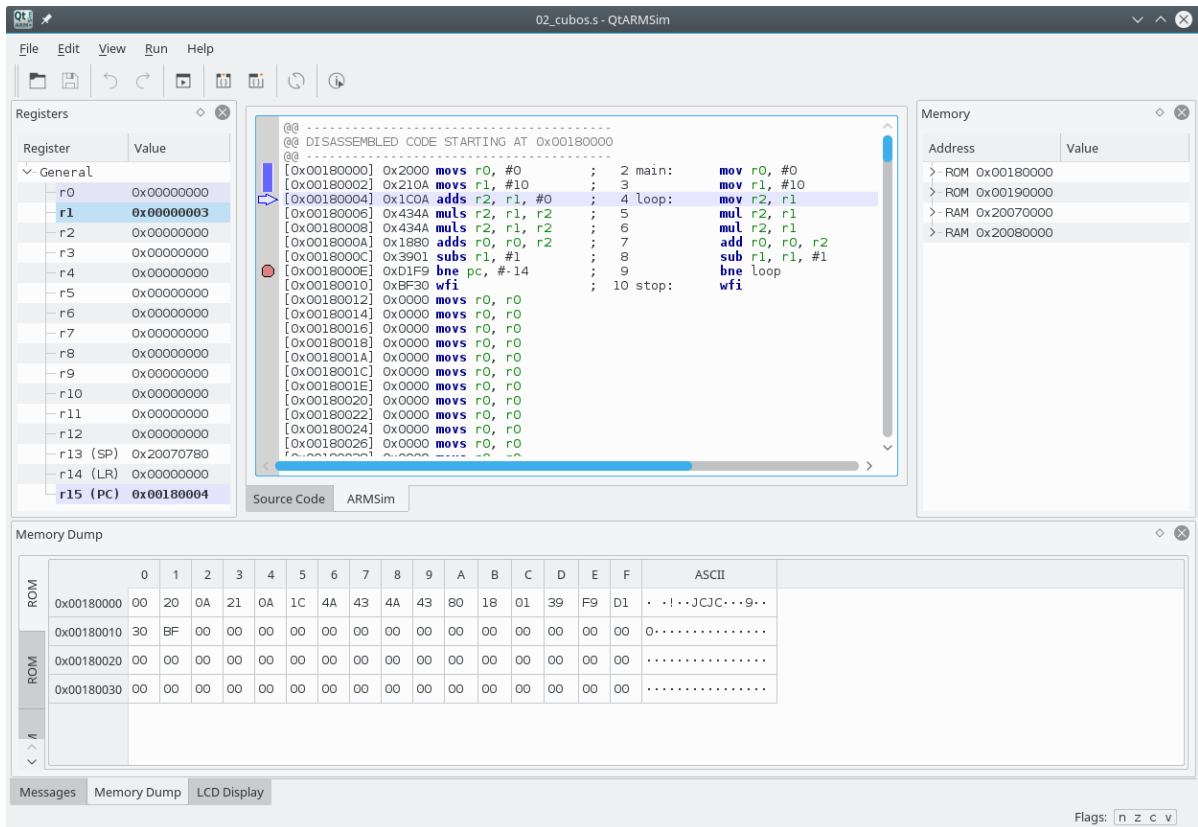 02_cubos.s - QtARMSim
File Edit View Run Help
Registers
Register Value
General
r0 0x00000000
r1 0x00000003
r2 0x00000000
r3 0x00000000
r4 0x00000000
r5 0x00000000
r6 0x00000000
r7 0x00000000
r8 0x00000000
r9 0x00000000
r10 0x00000000
r11 0x00000000
r12 0x00000000
r13 (SP) 0x20070780
r14 (LR) 0x00000000
r15 (PC) 0x00180004
@@ ----------------------------------------
@@ DISASSEMBLED CODE STARTING AT 0x00180000
@@ ----------------------------------------
[0x00180000] 0x2000 movs r0, #0 ; 2 main: mov r0, #0
[0x00180002] 0x210A movs r1, #10 ; 3 mov r1, #10
[0x00180004] 0x1C0A adds r2, r1, #0 ; 4 loop: mov r2, r1
[0x00180006] 0x434A muls r2, r1, r2 ; 5 mul r2, r1
[0x00180008] 0x434A muls r2, r1, r2 ; 6 mul r2, r1
[0x0018000A] 0x1880 adds r0, r0, r2 ; 7 add r0, r0, r2
[0x0018000C] 0x3901 subs r1, #1 ; 8 sub r1, r1, #1
[0x0018000E] 0xD1F9 bne pc, #-14 ; 9 bne loop
[0x00180010] 0xBF30 wfi ; 10 stop: wfi
[0x00180012] 0x0000 movs r0, r0
[0x00180014] 0x0000 movs r0, r0
[0x00180016] 0x0000 movs r0, r0
[0x00180018] 0x0000 movs r0, r0
[0x0018001A] 0x0000 movs r0, r0
[0x0018001C] 0x0000 movs r0, r0
[0x0018001E] 0x0000 movs r0, r0
[0x00180020] 0x0000 movs r0, r0
[0x00180022] 0x0000 movs r0, r0
[0x00180024] 0x0000 movs r0, r0
[0x00180026] 0x0000 movs r0, r0
Source Code ARMSim
Memory
Address Value
ROM 0x00180000
ROM 0x00190000
RAM 0x20070000
RAM 0x20080000
Memory Dump
ROM
ROM
0 1 2 3 4 5 6 7 8 9 A B C D E F ASCII
0x00180000 00 20 0A 21 0A 1C 4A 43 4A 43 80 18 01 39 F9 D1 · ·!··JCJC···9··
0x00180010 30 BF 00 00 00 00 00 00 00 00 00 00 00 00 00 00 0···············
0x00180020 00 00 00 00 00 00 00 00 00 00 00 00 00 00 00 00 ················
0x00180030 00 00 00 00 00 00 00 00 00 00 00 00 00 00 00 00 ················
Messages Memory Dump LCD Display
Flags: n z c v